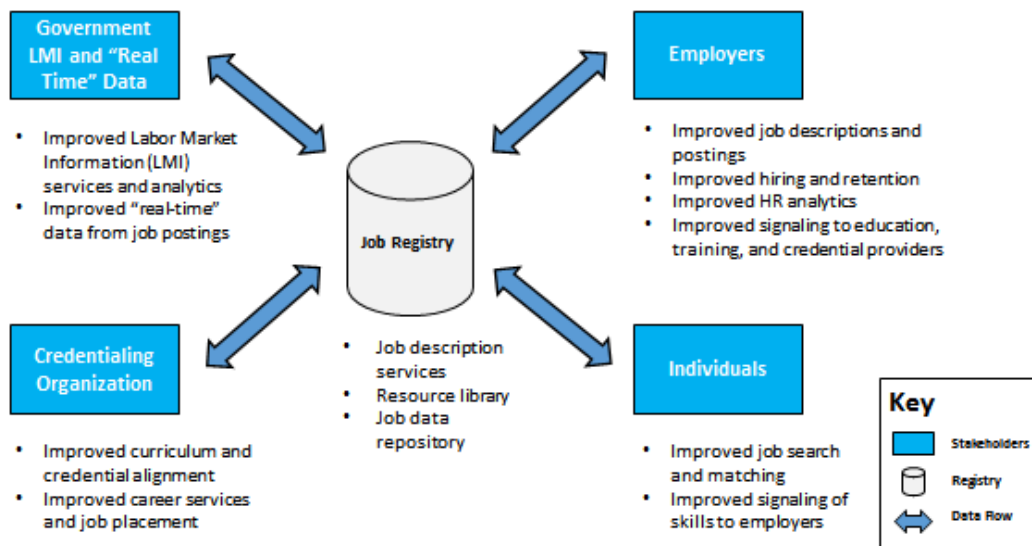 Government
LMI and “Real
Time” Data
• Improved Labor Market
Information (LMI)
services and analytics
• Improved “real-time”
data from job postings
Employers
• Improved job descriptions and
postings
• Improved hiring and retention
• Improved HR analytics
• Improved signaling to education,
training, and credential providers
Job Registry
• Job description
services
• Resource library
• Job data
repository
Credentialing
Organization
• Improved curriculum and
credential alignment
• Improved career services
and job placement
Individuals
• Improved job search
and matching
• Improved signaling of
skills to employers
Key
Stakeholders
Registry
Data Flow